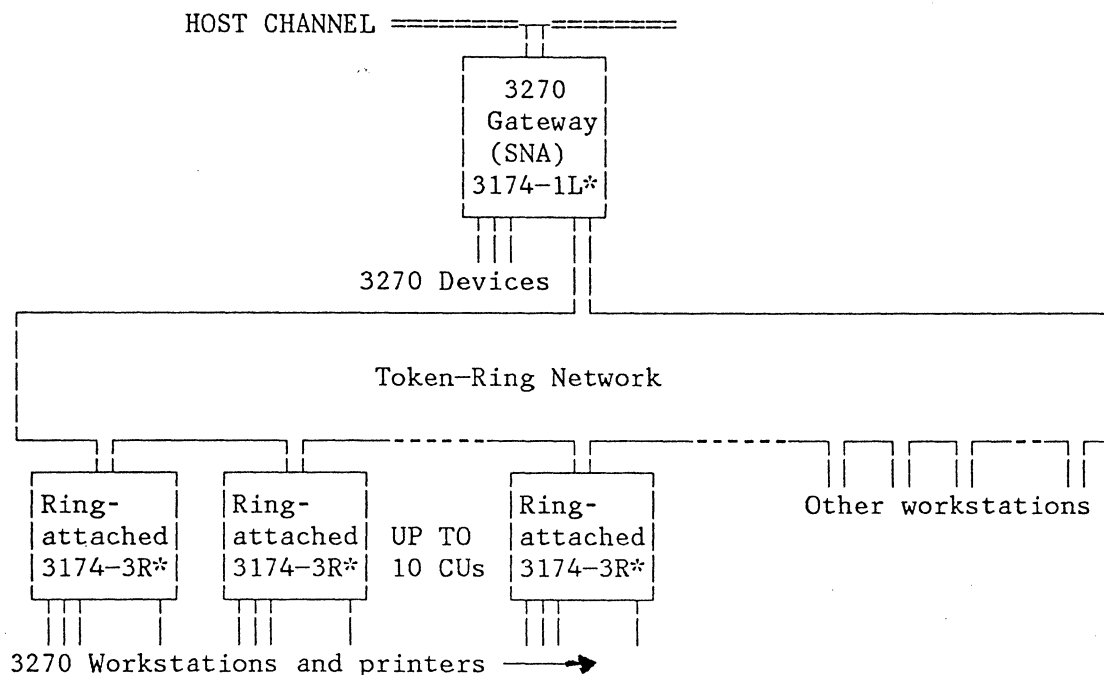 HOST CHANNEL
3270
Gateway
(SNA)
3174-1L*
3270 Devices
Token-Ring Network
Ring-
attached
3174-3R*
Ring-
attached
3174-3R*
UP TO
10 CUs
Ring-
attached
3174-3R*
Other workstations
3270 Workstations and printers